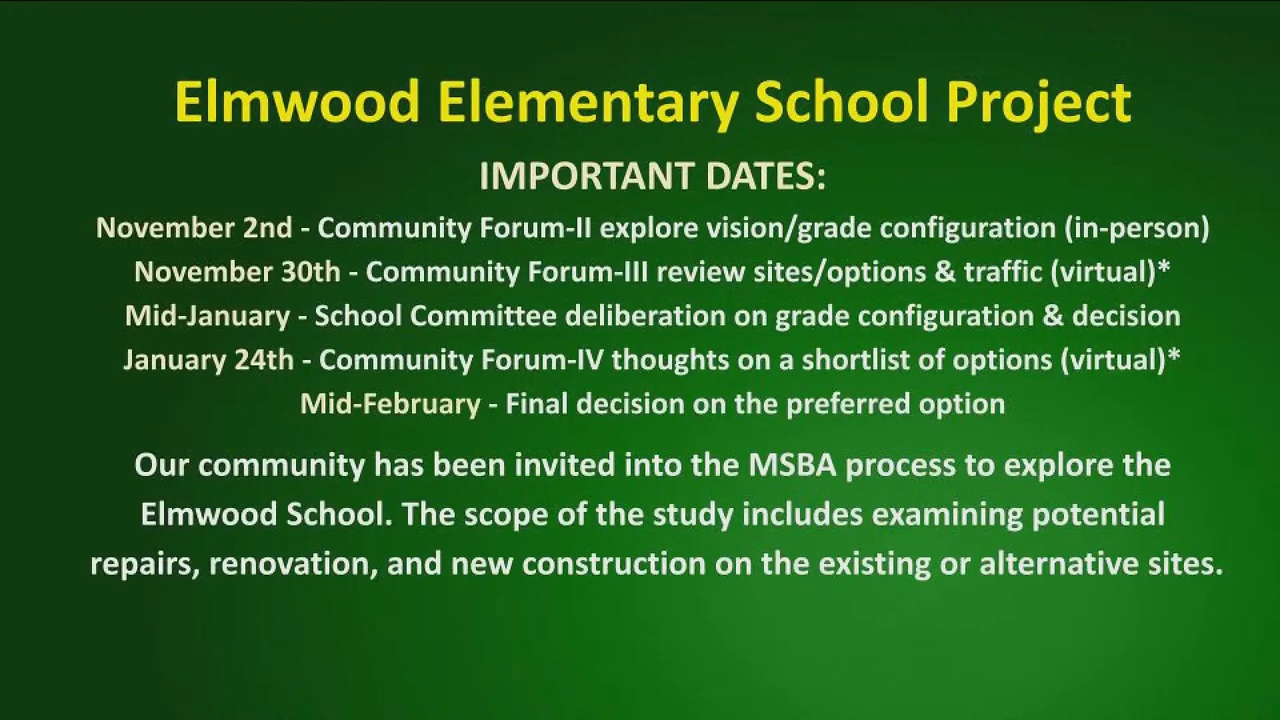 Elmwood Elementary School Project
IMPORTANT DATES:
November 2nd - Community Forum-II explore vision/grade configuration (in-person)
November 30th - Community Forum-III review sites/options & traffic (virtual)*
Mid-January - School Committee deliberation on grade configuration & decision
January 24th - Community Forum-IV thoughts on a shortlist of options (virtual)*
Mid-February - Final decision on the preferred option
Our community has been invited into the MSBA process to explore the
Elmwood School. The scope of the study includes examining potential
repairs, renovation, and new construction on the existing or alternative sites.